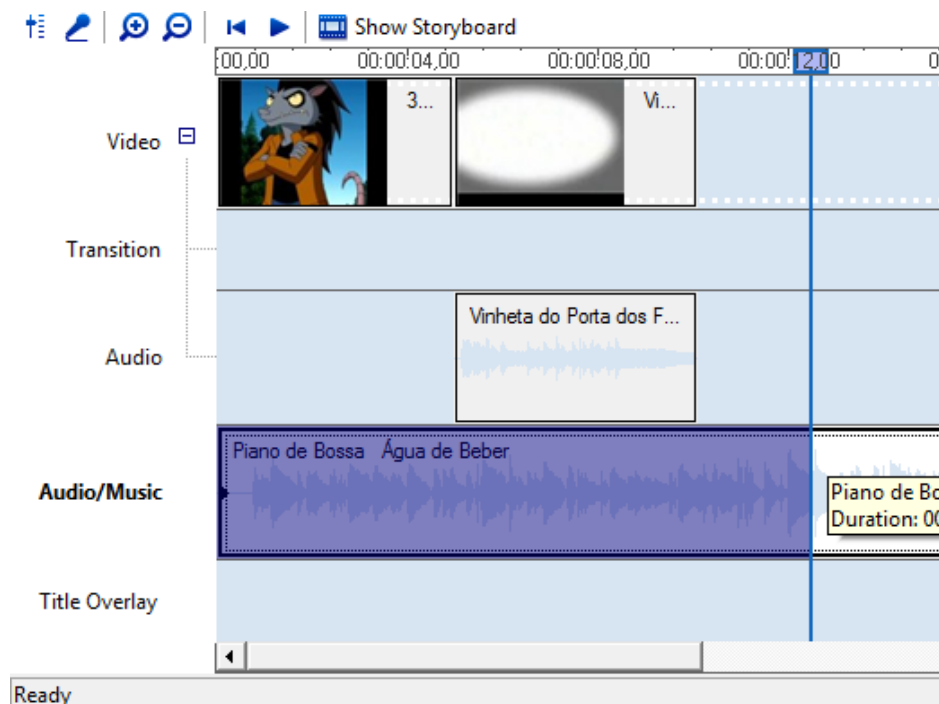 Show Storyboard
:00,00 00:00:04,00 00:00:08,00 00:00:12,00 0
Video
3...
Vi...
Transition
Audio
Vinheta do Porta dos F...
Audio/Music
Piano de Bossa Água de Beber
Piano de Bo
Duration: 00
Title Overlay
Ready